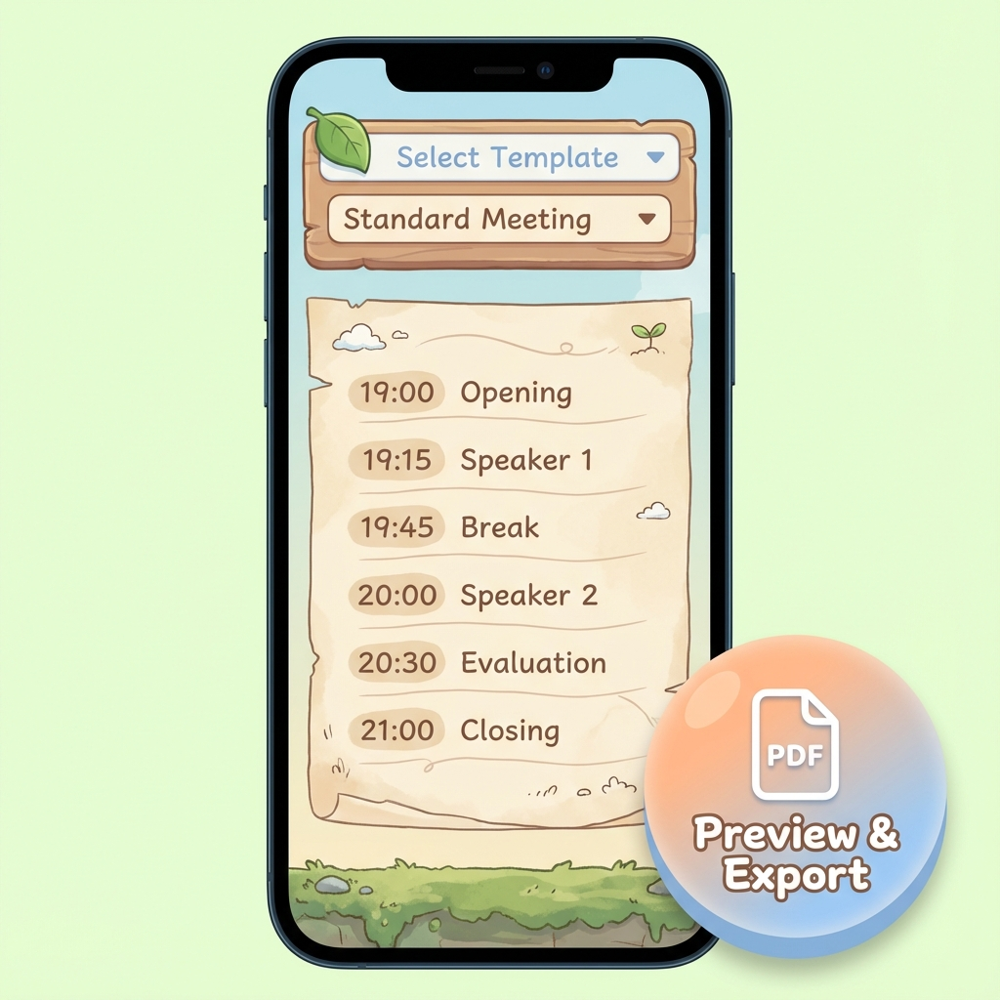 Select Template
Standard Meeting
19:00 Opening
19:15 Speaker 1
19:45 Break
20:00 Speaker 2
20:30 Evaluation
21:00 Closing
PDF
Preview &
Export